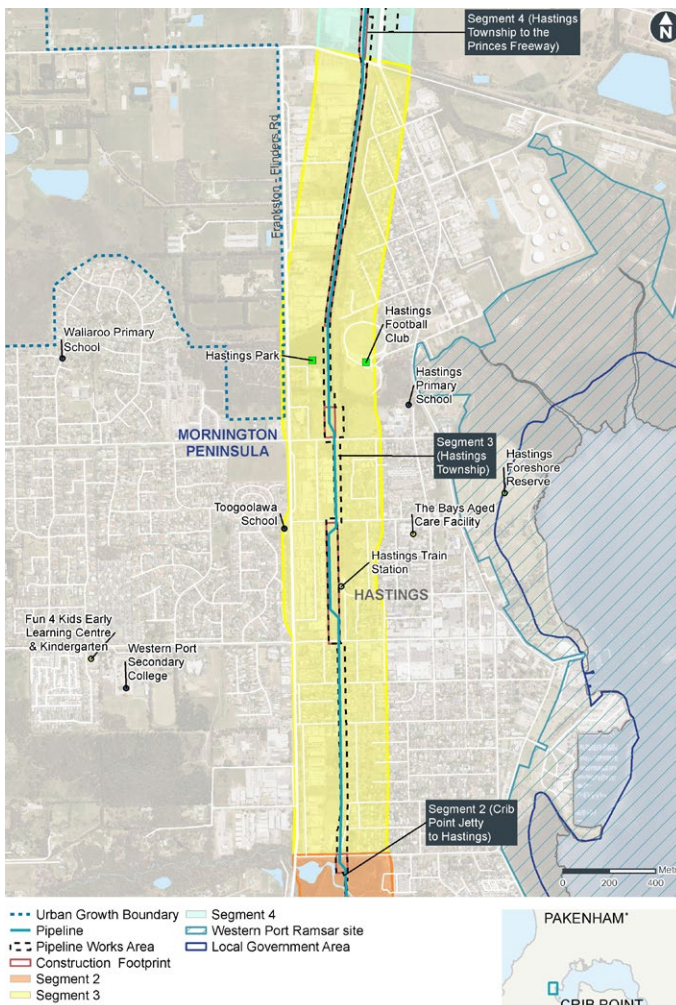 Segment 4 (Hastings
Township to the
Princes Freeway)
N
Frankston - Flinders Rd
Wallaroo Primary
School
Hastings Park
Hastings
Football
Club
Hastings
Primary
School
MORNINGTON
PENINSULA
Segment 3
(Hastings
Township)
Hastings
Foreshore
Reserve
Toogoolawa
School
The Bays Aged
Care Facility
Hastings Train
Station
HASTINGS
Fun 4 Kids Early
Learning Centre
& Kindergarten
Western Port
Secondary
College
Segment 2 (Crib
Point Jetty
to Hastings)
Metr
0 200 400
Urban Growth Boundary
Pipeline
Pipeline Works Area
Construction Footprint
Segment 2
Segment 3
Segment 4
Western Port Ramsar site
Local Government Area
PAKENHAM
CRIB POINT